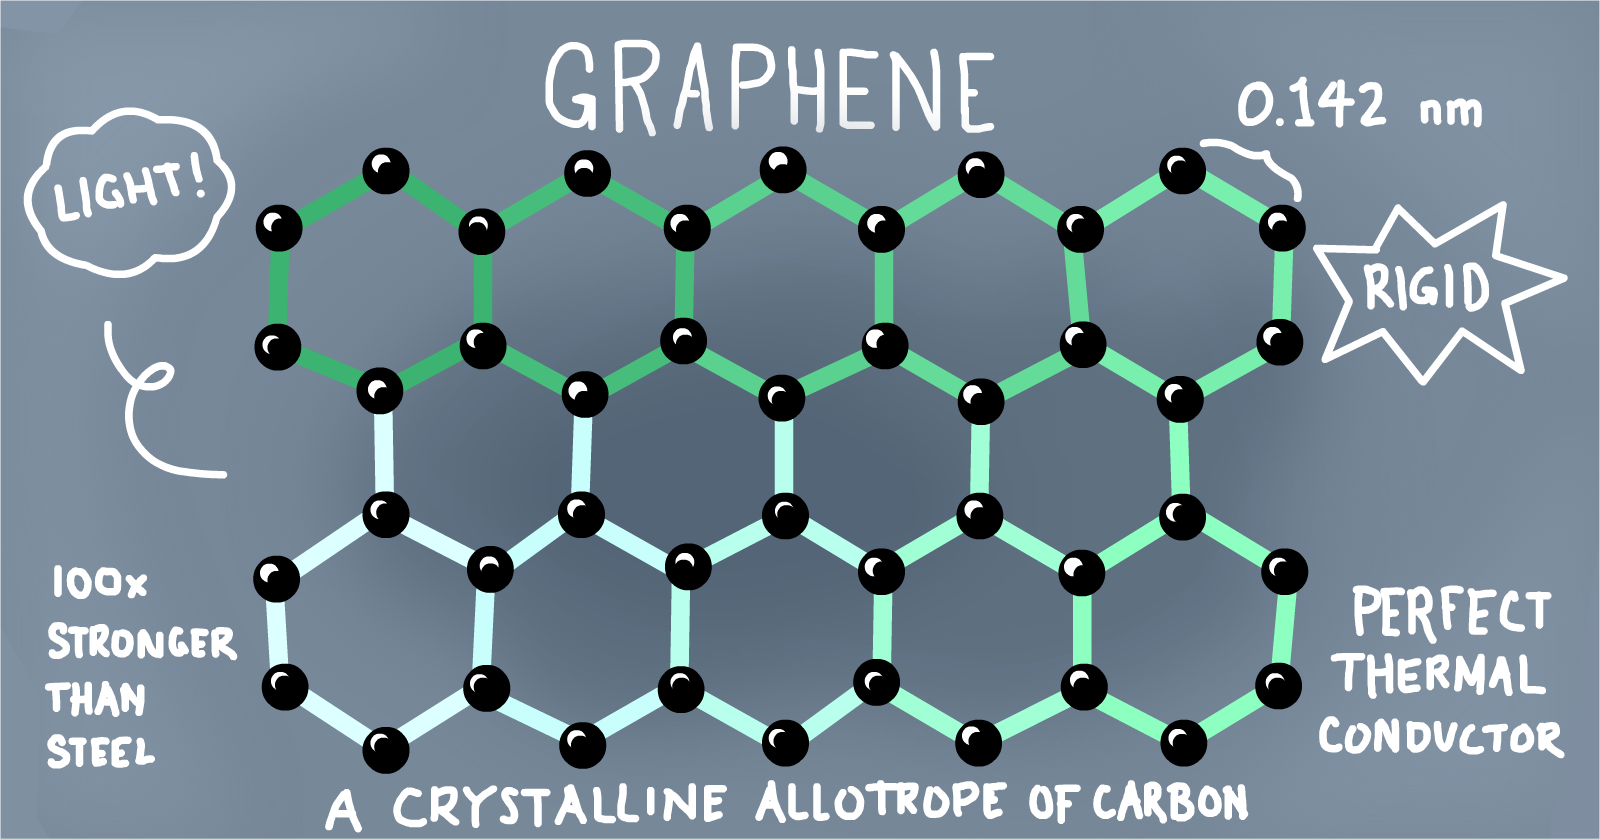 GRAPHENE
0.142 nm
LIGHT!
RIGID
100x
STRONGER
THAN
STEEL
PERFECT
THERMAL
CONDUCTOR
A CRYSTALLINE ALLOTROPE OF CARBON